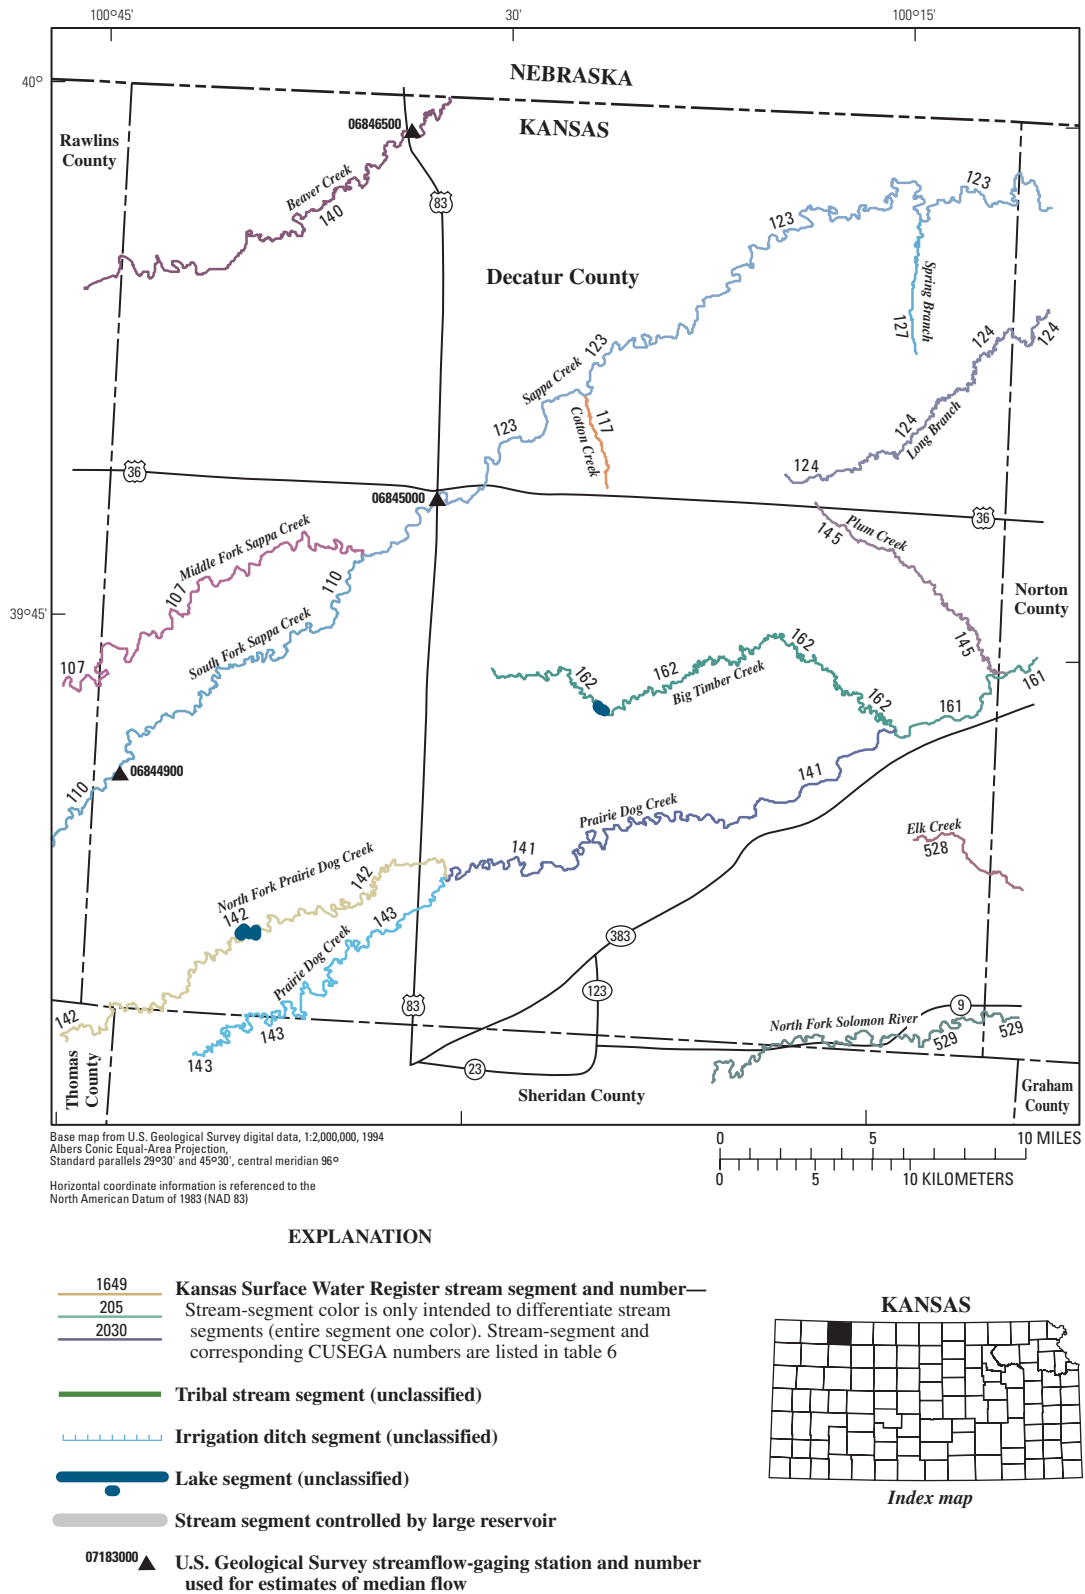 100°45'
30'
100°15'
40°
NEBRASKA
KANSAS
Rawlins
County
06846500
Beaver Creek
140
83
123
123
Decatur County
Spring Branch
127
123
Sappa Creek
124
124
117
Cotton Creek
123
124
Long Branch
124
36
06845000
36
145
Plum Creek
Middle Fork Sappa Creek
107
110
Norton
County
39°45'
South Fork Sappa Creek
107
145
162
162
162
Big Timber Creek
161
162
161
06844900
110
141
Prairie Dog Creek
141
Elk Creek
528
North Fork Prairie Dog Creek
142
142
143
Prairie Dog Creek
383
123
83
9
142
143
143
North Fork Solomon River
529
529
23
Thomas
County
Sheridan County
Graham
County
Base map from U.S. Geological Survey digital data, 1:2,000,000, 1994
Albers Conic Equal-Area Projection,
Standard parallels 29°30' and 45°30', central meridian 96°
Horizontal coordinate information is referenced to the
North American Datum of 1983 (NAD 83)
0 5 10 MILES
0 5 10 KILOMETERS
EXPLANATION
1649
205
2030
Kansas Surface Water Register stream segment and number—
Stream-segment color is only intended to differentiate stream
segments (entire segment one color). Stream-segment and
corresponding CUSEGA numbers are listed in table 6
Tribal stream segment (unclassified)
Irrigation ditch segment (unclassified)
Lake segment (unclassified)
Stream segment controlled by large reservoir
07183000
U.S. Geological Survey streamflow-gaging station and number
used for estimates of median flow
KANSAS
Index map